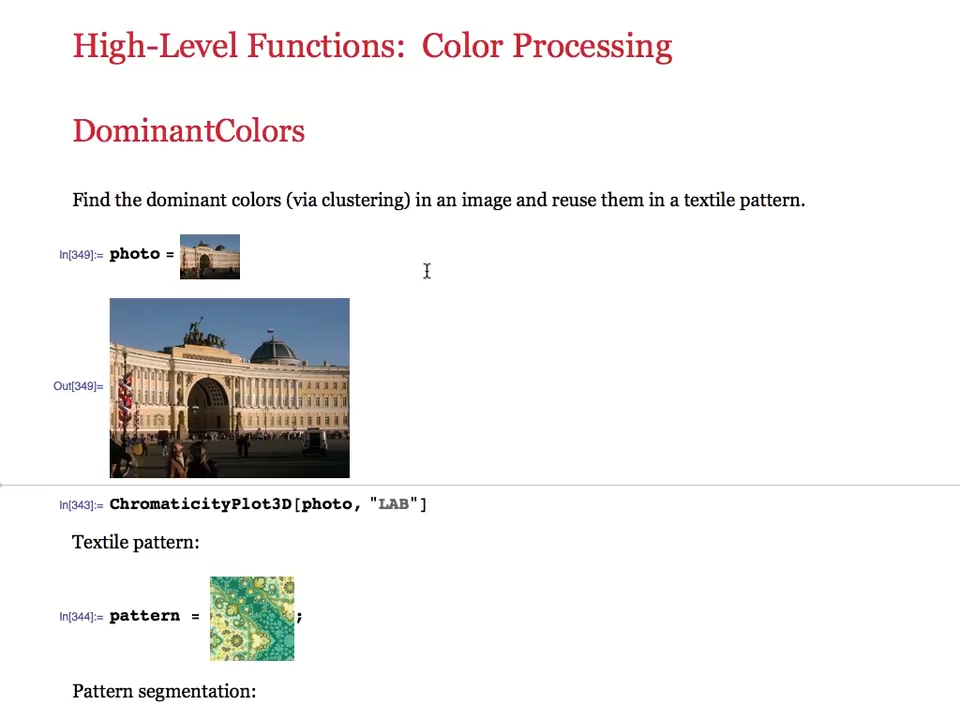 High-Level Functions: Color Processing
DominantColors
Find the dominant colors (via clustering) in an image and reuse them in a textile pattern.
In[349]:= photo =
Out[349]=
In[343]:= ChromaticityPlot3D[photo, "LAB"]
Textile pattern:
In[344]:= pattern = ;
Pattern segmentation: